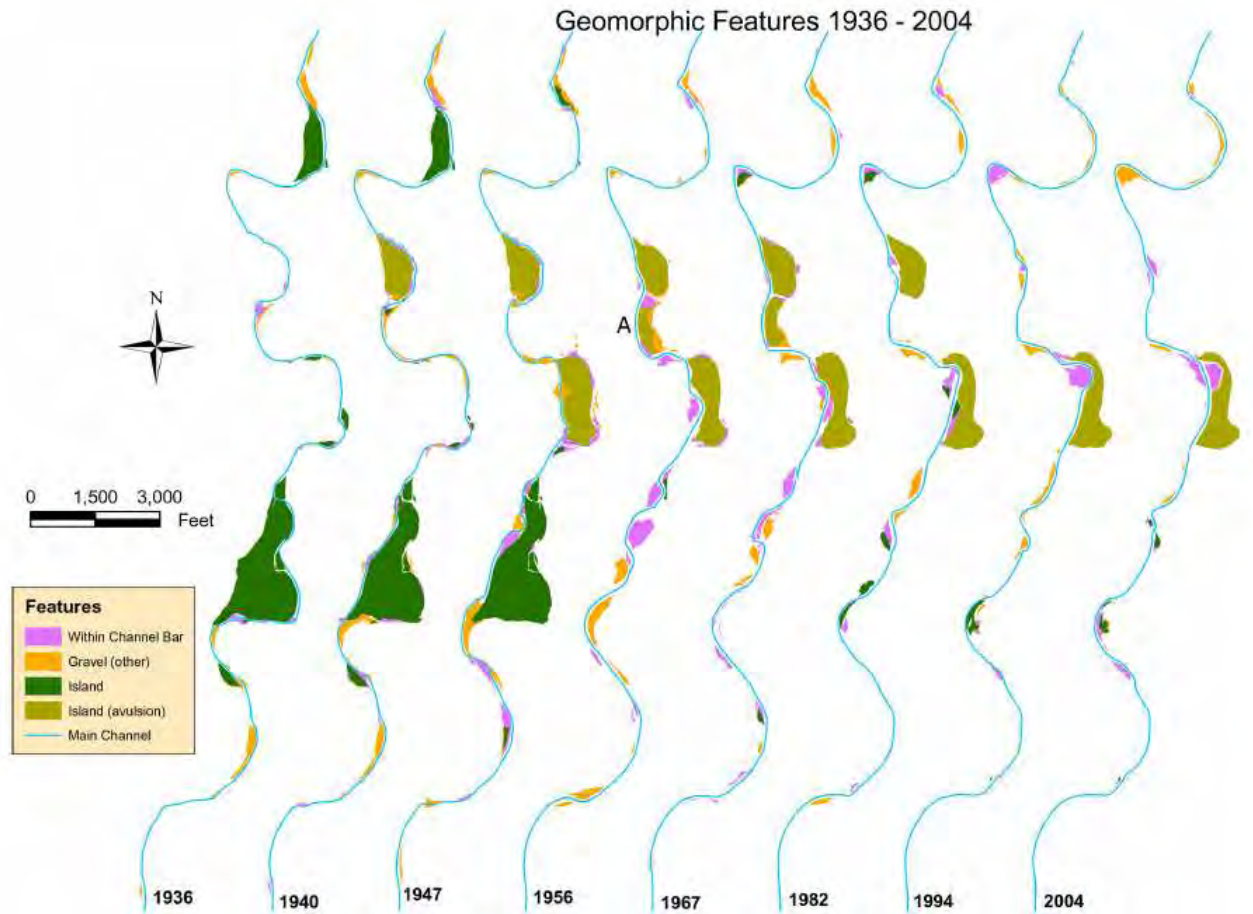 Geomorphic Features 1936 - 2004
N
A
0 1,500 3,000
Feet
Features
Within Channel Bar
Gravel (other)
Island
Island (avulsion)
Main Channel
1936 1940 1947 1956 1967 1982 1994 2004